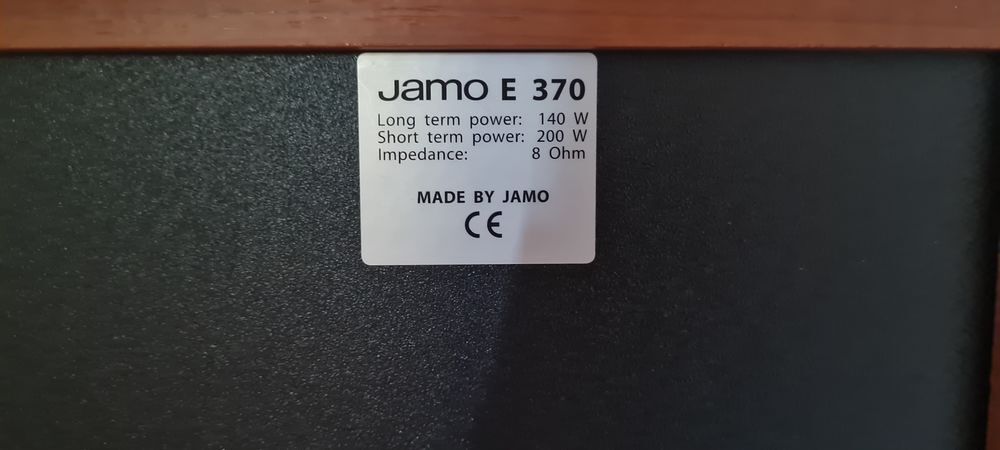 Jamo E 370
Long term power: 140 W
Short term power: 200 W
Impedance: 8 Ohm
MADE BY JAMO
CE